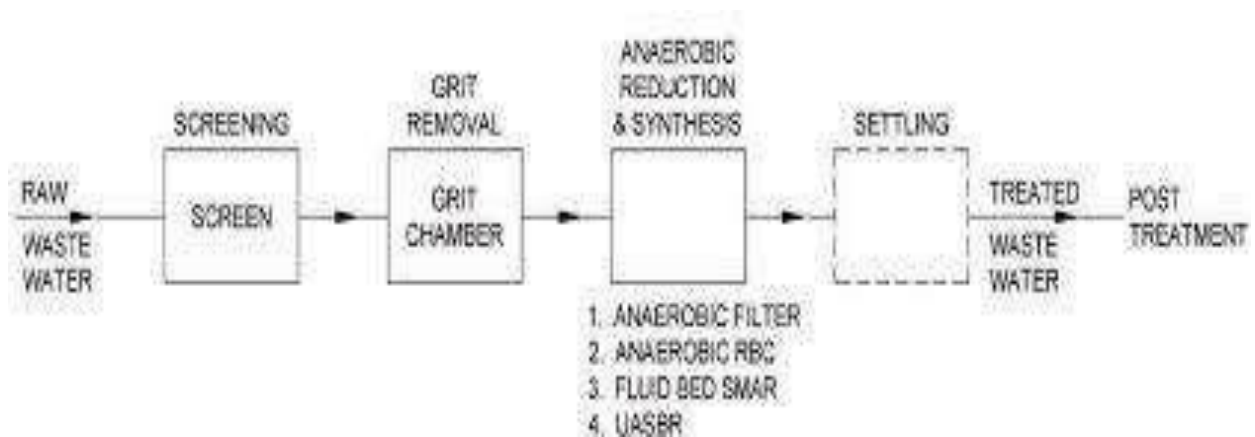 SCREENING
GRIT
REMOVAL
ANAEROBIC
REDUCTION
& SYNTHESIS
SETTLING
RAW
WASTE
WATER
SCREEN
GRIT
CHAMBER
TREATED
WASTE
WATER
POST
TREATMENT
1. ANAEROBIC FILTER
2. ANAEROBIC RBC
3. FLUID BED SMAR
4. UASBR